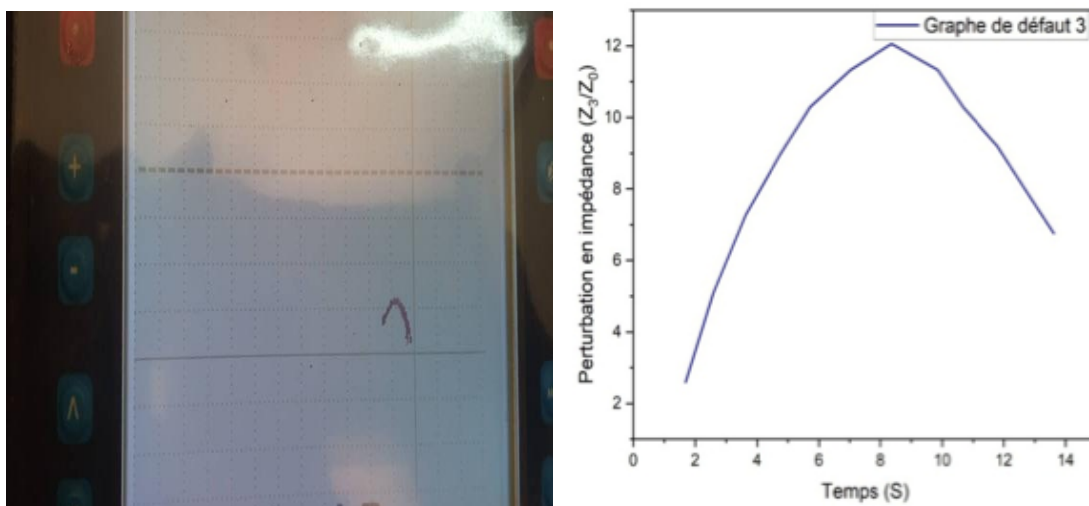 +
-
<
Graphe de défaut 3
Perturbation en impédance (Z₃/Z₀)
12
10
8
6
4
2
0 2 4 6 8 10 12 14
Temps (S)